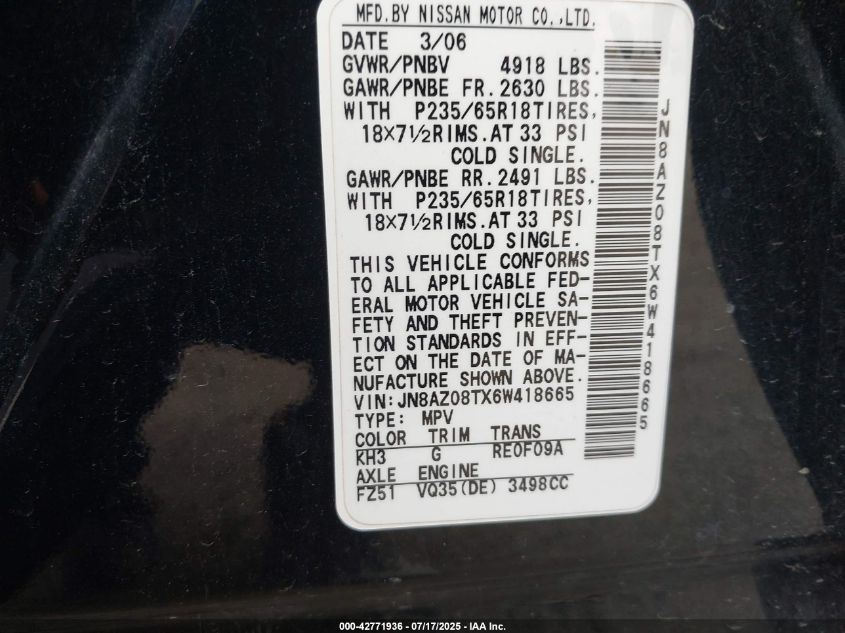 MFD.BY NISSAN MOTOR CO.,LTD.
DATE 3/06
GVWR/PNBV 4918 LBS.
GAWR/PNBE FR.2630 LBS.
WITH P235/65R18TIRES,
18×7½RIMS.AT 33 PSI
COLD SINGLE.
GAWR/PNBE RR.2491 LBS.
WITH P235/65R18TIRES,
18×7½RIMS.AT 33 PSI
COLD SINGLE.
THIS VEHICLE CONFORMS
TO ALL APPLICABLE FED-
ERAL MOTOR VEHICLE SA-
FETY AND THEFT PREVEN-
TION STANDARDS IN EFF-
ECT ON THE DATE OF MA-
NUFACTURE SHOWN ABOVE.
VIN:JN8AZ08TX6W418665
TYPE: MPV
COLOR TRIM TRANS
KH3 G RE0F09A
AXLE ENGINE
FZ51 VQ35(DE) 3498CC
JN8AZ08TX6W418665
000-42771936 - 07/17/2025 - IAA Inc.